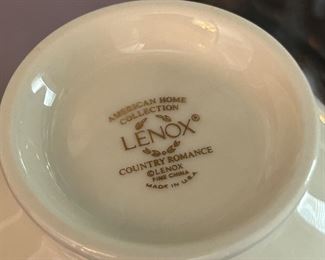 AMERICAN HOME
COLLECTION
LENOX®
COUNTRY ROMANCE
©LENOX
FINE CHINA
MADE IN U.S.A.